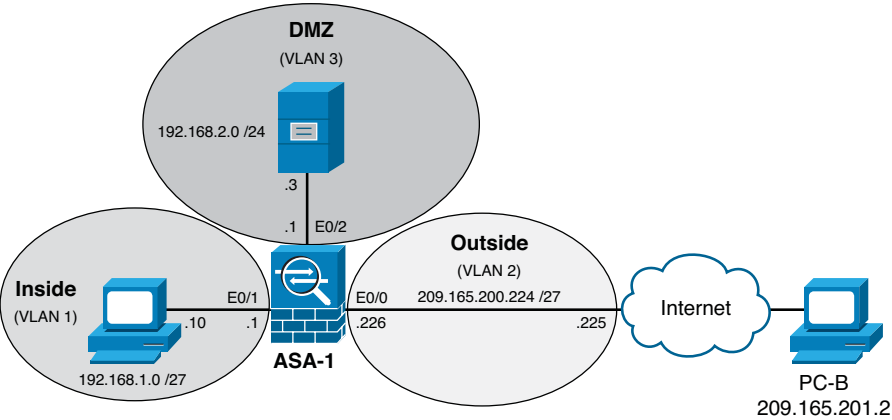 DMZ
(VLAN 3)
192.168.2.0 /24
.3
.1 E0/2
Outside
(VLAN 2)
Inside
(VLAN 1)
E0/1
E0/0
209.165.200.224 /27
Internet
.10
.1
.226
.225
ASA-1
192.168.1.0 /27
PC-B
209.165.201.2